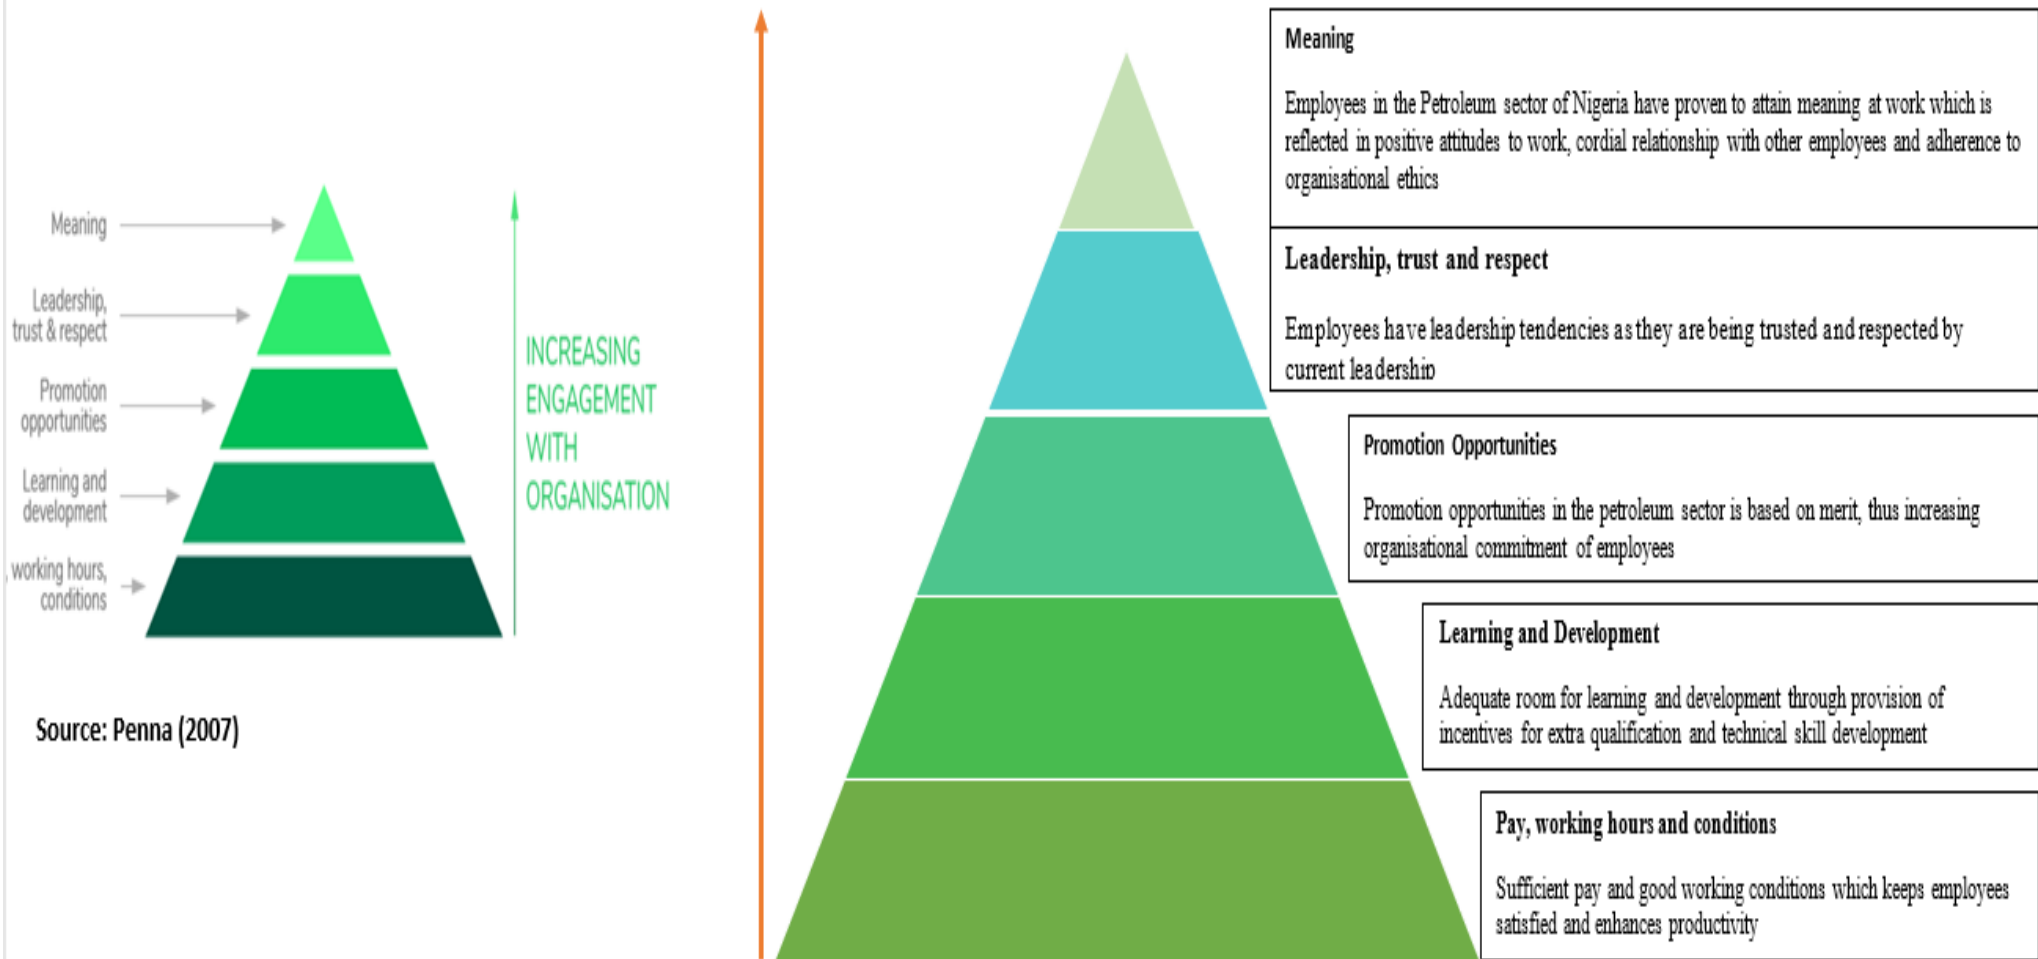 Meaning
Leadership,
trust & respect
Promotion
opportunities
Learning and
development
, working hours,
conditions
INCREASING
ENGAGEMENT
WITH
ORGANISATION
Source: Penna (2007)
Meaning
Employees in the Petroleum sector of Nigeria have proven to attain meaning at work which is
reflected in positive attitudes to work, cordial relationship with other employees and adherence to
organisational ethics
Leadership, trust and respect
Employees have leadership tendencies as they are being trusted and respected by
current leadership
Promotion Opportunities
Promotion opportunities in the petroleum sector is based on merit, thus increasing
organisational commitment of employees
Learning and Development
Adequate room for learning and development through provision of
incentives for extra qualification and technical skill development
Pay, working hours and conditions
Sufficient pay and good working conditions which keeps employees
satisfied and enhances productivity